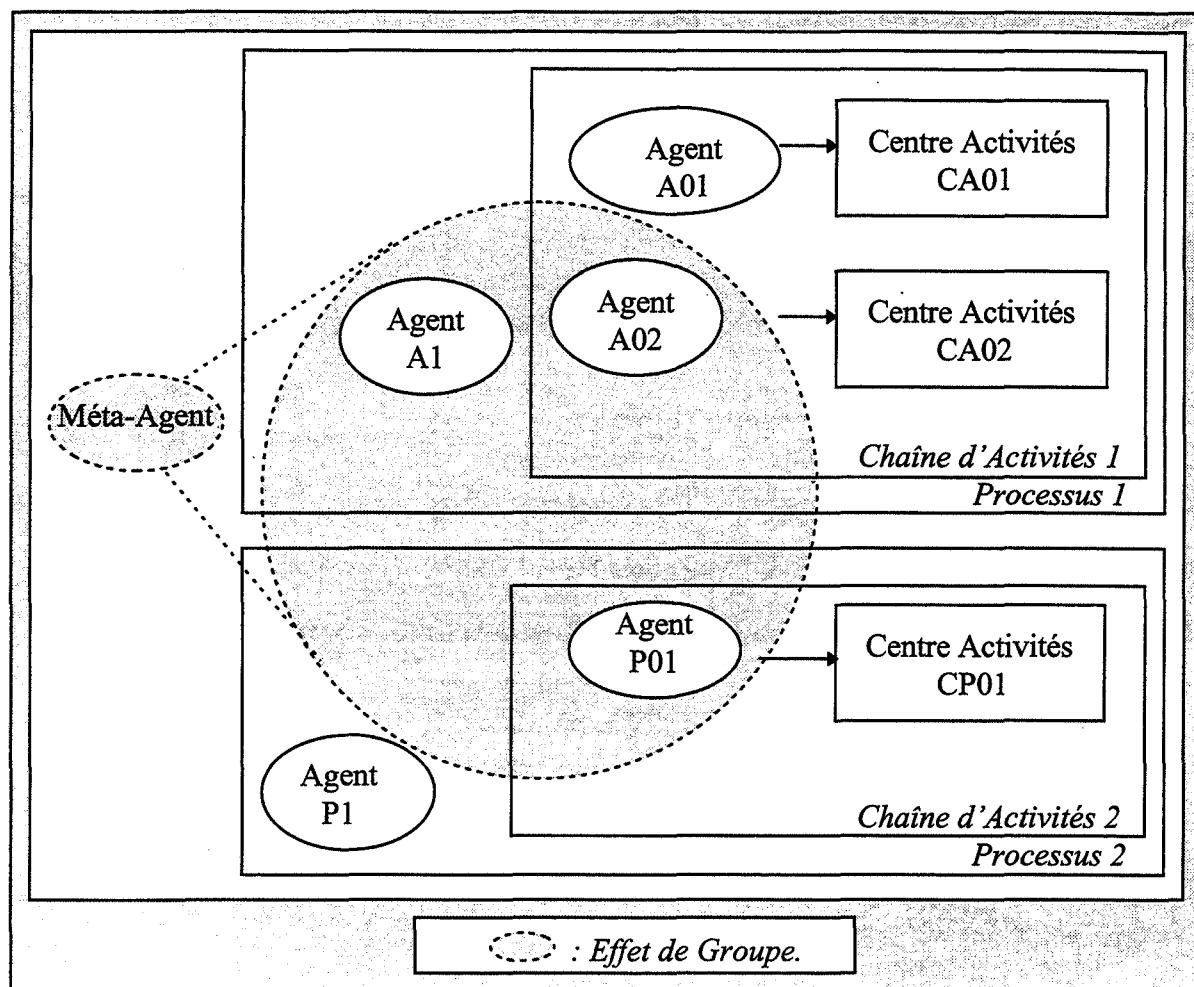 Agent
A01
Centre Activités
CA01
Agent
A1
Agent
A02
Centre Activités
CA02
Méta-Agent
Chaîne d'Activités 1
Processus 1
Agent
P01
Centre Activités
CP01
Agent
P1
Chaîne d'Activités 2
Processus 2
: Effet de Groupe.